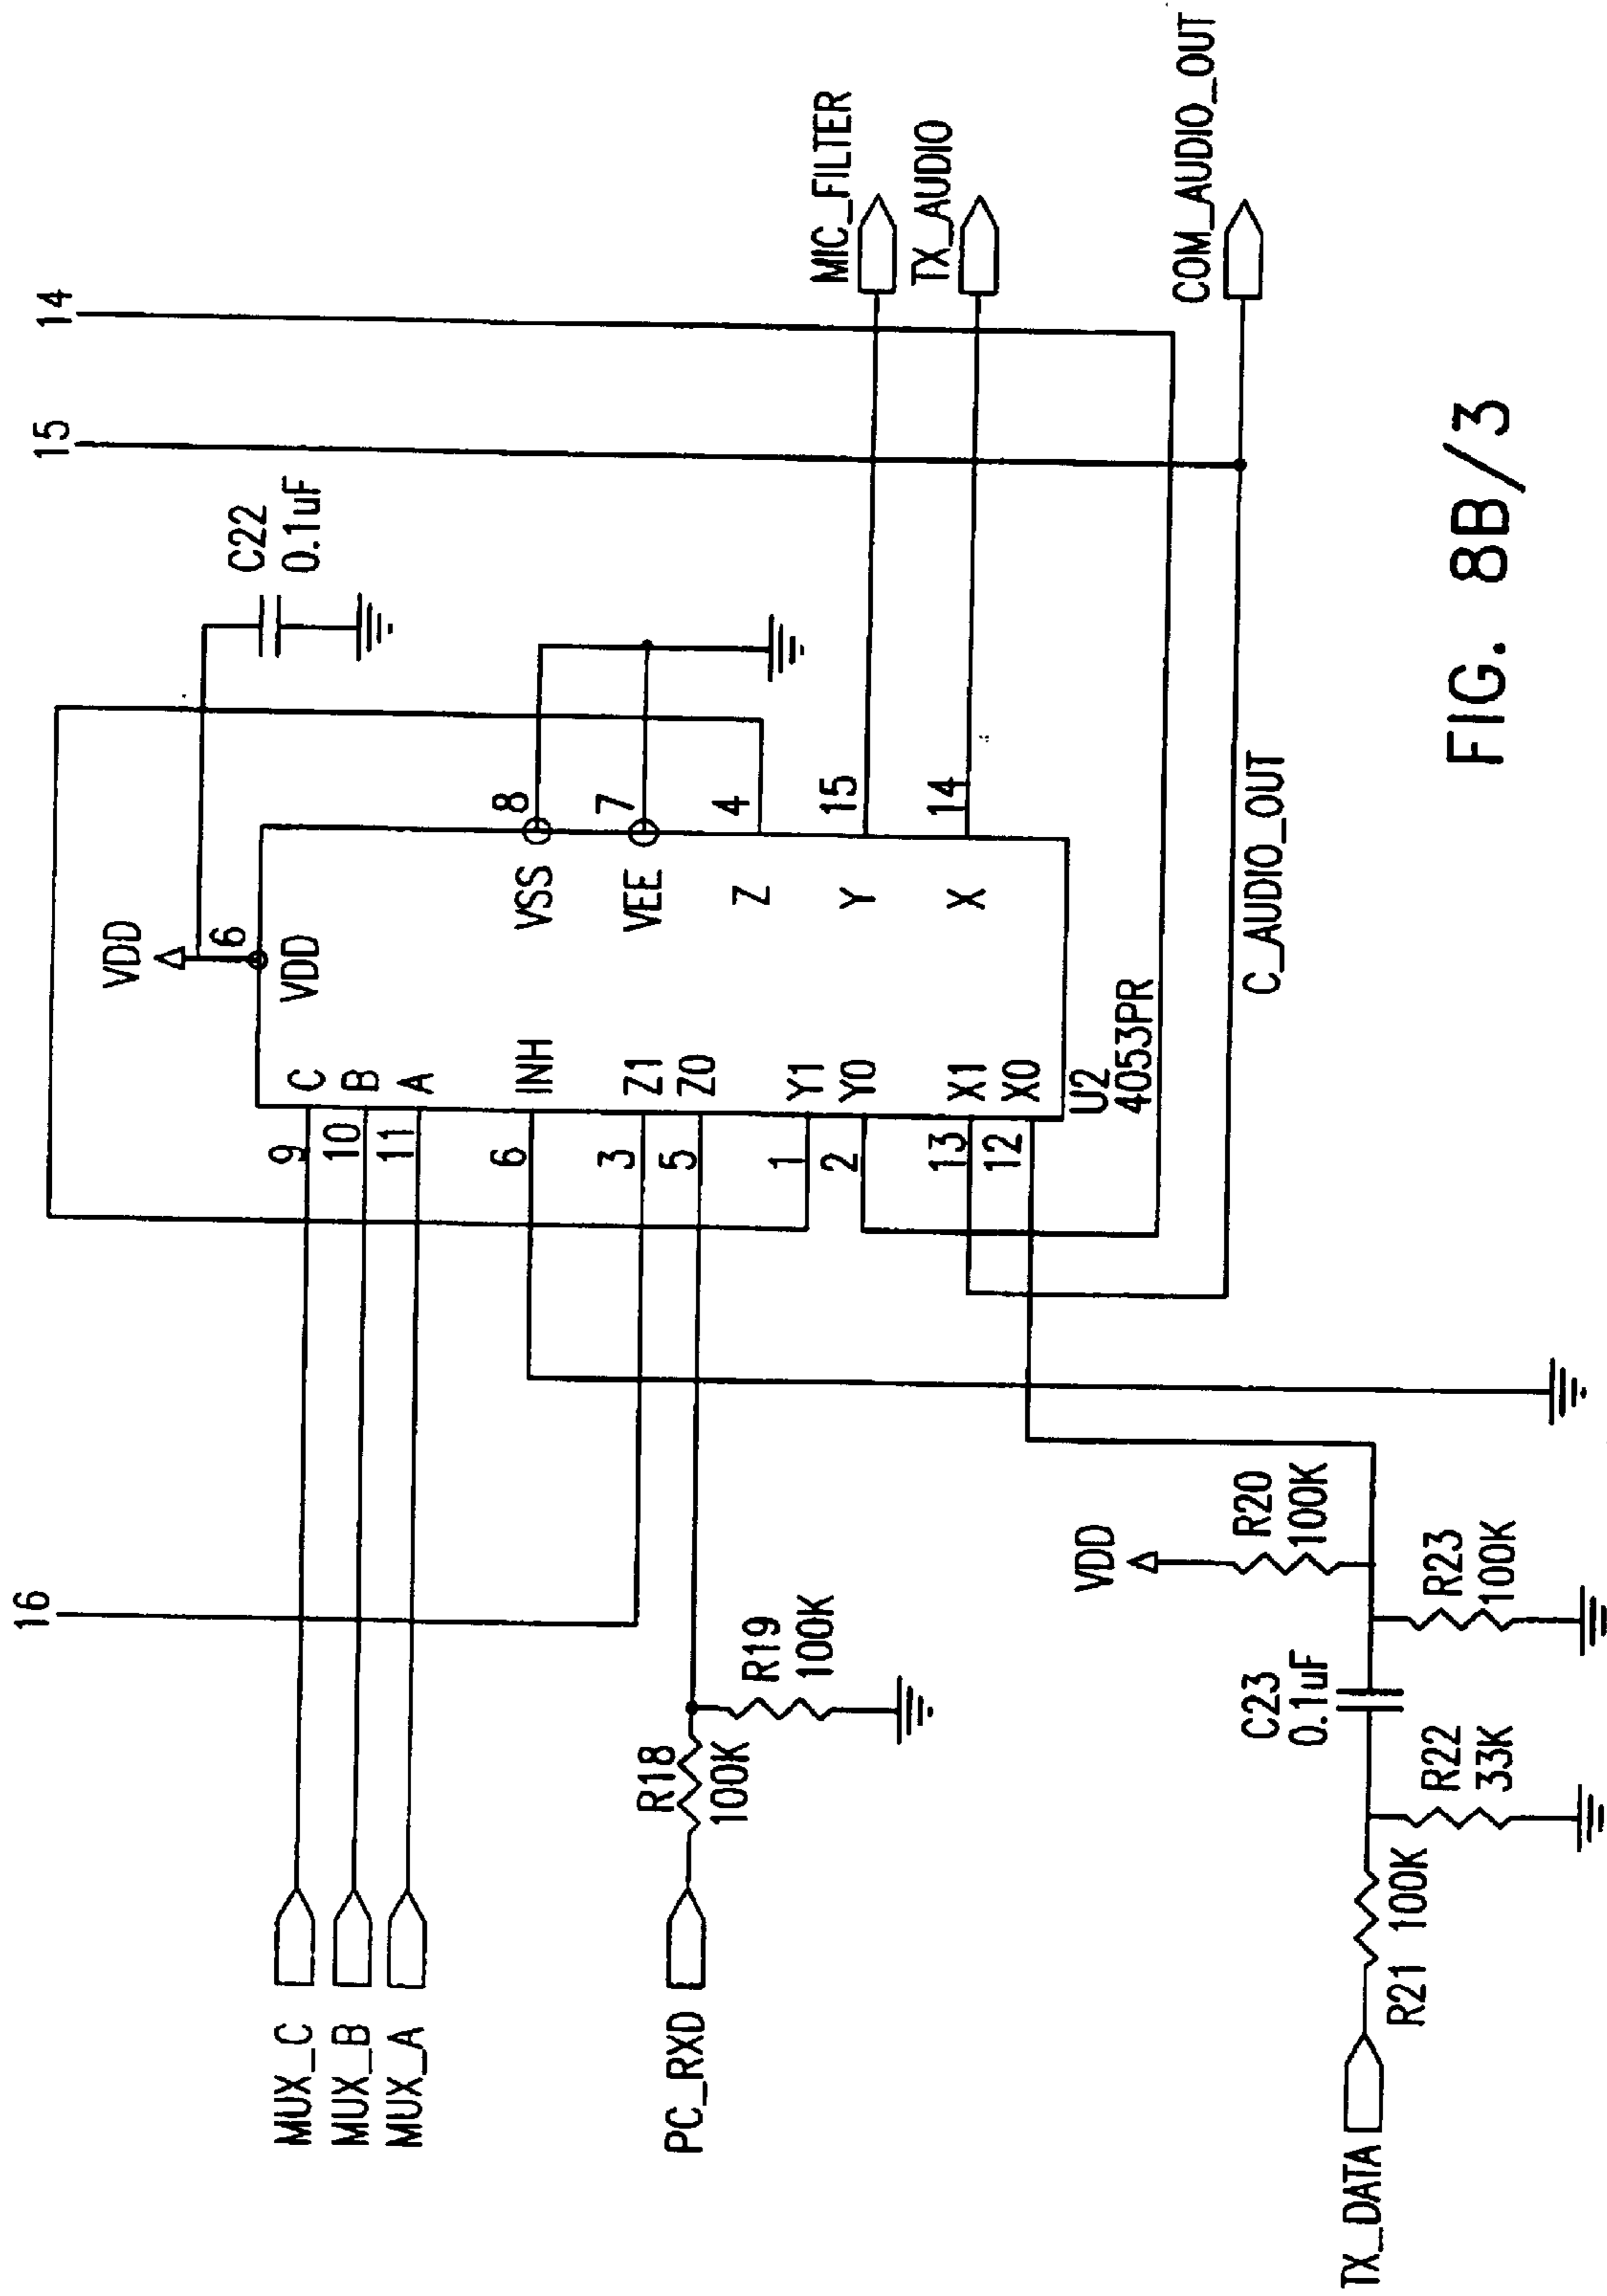 14
15
16
C22
0.1uF
VDD
6
VDD
C
B
A
INH
Z1
Z0
Y1
Y0
X1
X0
VSS
VEE
Z
Y
X
9
10
11
6
3
5
1
2
13
12
8
7
4
15
14
U2
4053PR
MUX_C
MUX_B
MUX_A
PC_RXD
R18
100K
R19
100K
MIC_FILTER
TX_AUDIO
COM_AUDIO_OUT
C_AUDIO_OUT
VDD
R20
100K
R23
100K
C23
0.1uF
R22
33K
R21 100K
TX_DATA
FIG. 8B/3